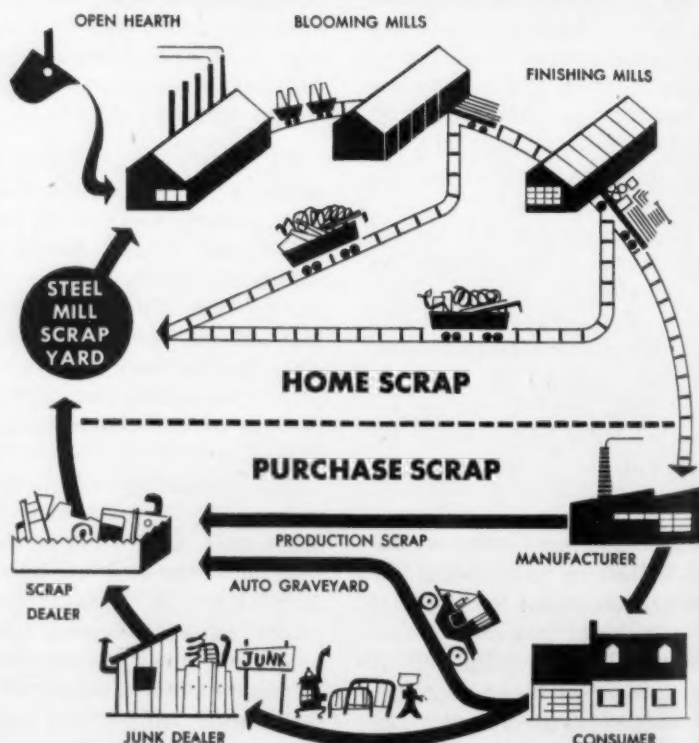 OPEN HEARTH
BLOOMING MILLS
FINISHING MILLS
STEEL
MILL
SCRAP
YARD
HOME SCRAP
PURCHASE SCRAP
PRODUCTION SCRAP
MANUFACTURER
AUTO GRAVEYARD
SCRAP
DEALER
JUNK
JUNK DEALER
CONSUMER